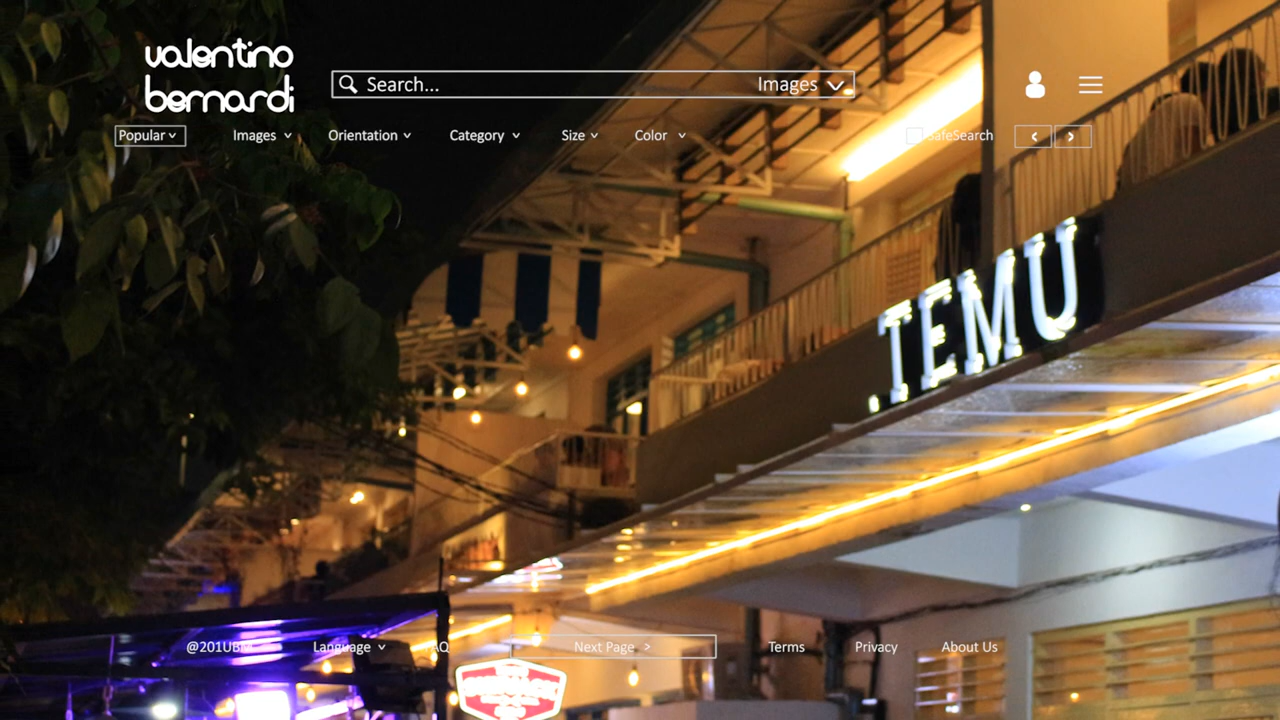 valentino
bernardi
Search...
Images
Popular
Images
Orientation
Category
Size
Color
SafeSearch
< >
TEMU
Language
FAQ
Next Page >
Terms
Privacy
About Us